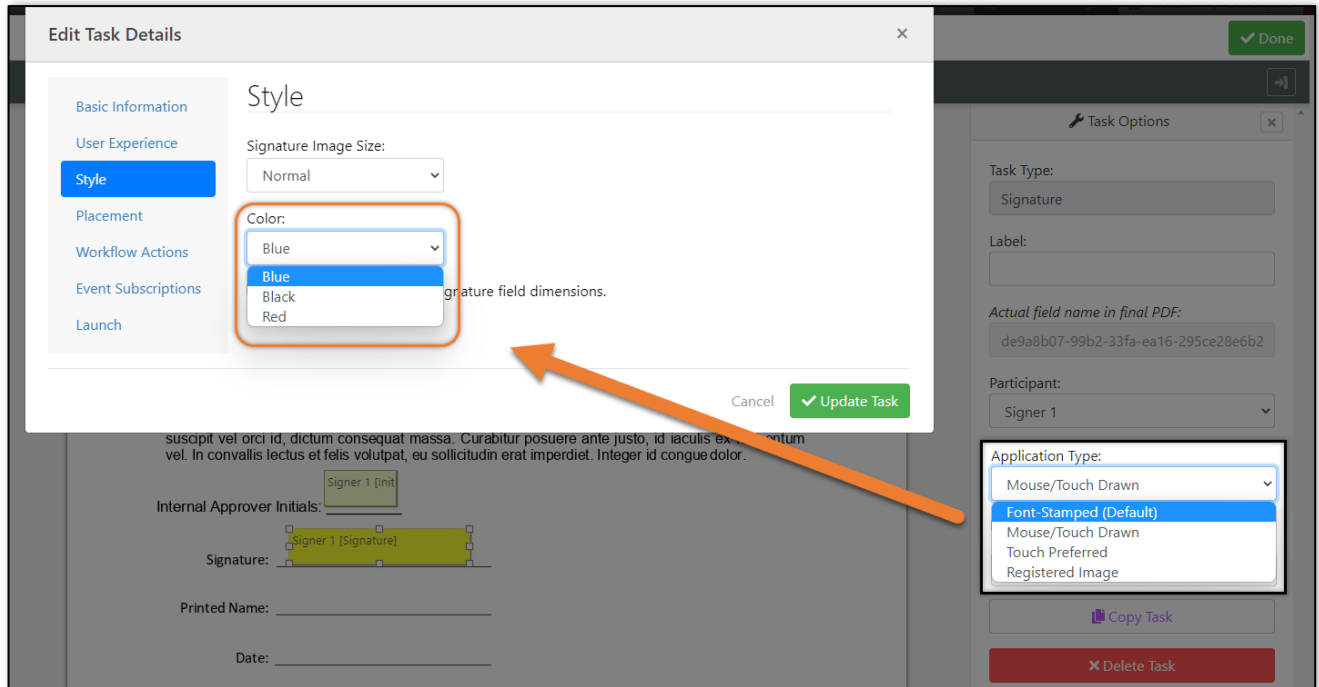 Edit Task Details
×
Done
Basic Information
User Experience
Style
Placement
Workflow Actions
Event Subscriptions
Launch
Style
Signature Image Size:
Normal
Color:
Blue
Blue
Black
Red
gnature field dimensions.
Cancel
Update Task
Task Options
×
Task Type:
Signature
Label:
Actual field name in final PDF:
de9a8b07-99b2-33fa-ea16-295ce28e6b2
Participant:
Signer 1
Application Type:
Mouse/Touch Drawn
Font-Stamped (Default)
Mouse/Touch Drawn
Touch Preferred
Registered Image
Copy Task
Delete Task
suscipit vel orci id, dictum consequat massa. Curabitur posuere ante justo, id iaculis ex
vel. In convallis lectus et felis volutpat, eu sollicitudin erat imperdiet. Integer id congue dolor.
Signer 1 [Init
Internal Approver Initials:
Signer 1 [Signature]
Signature:
Printed Name:
Date: